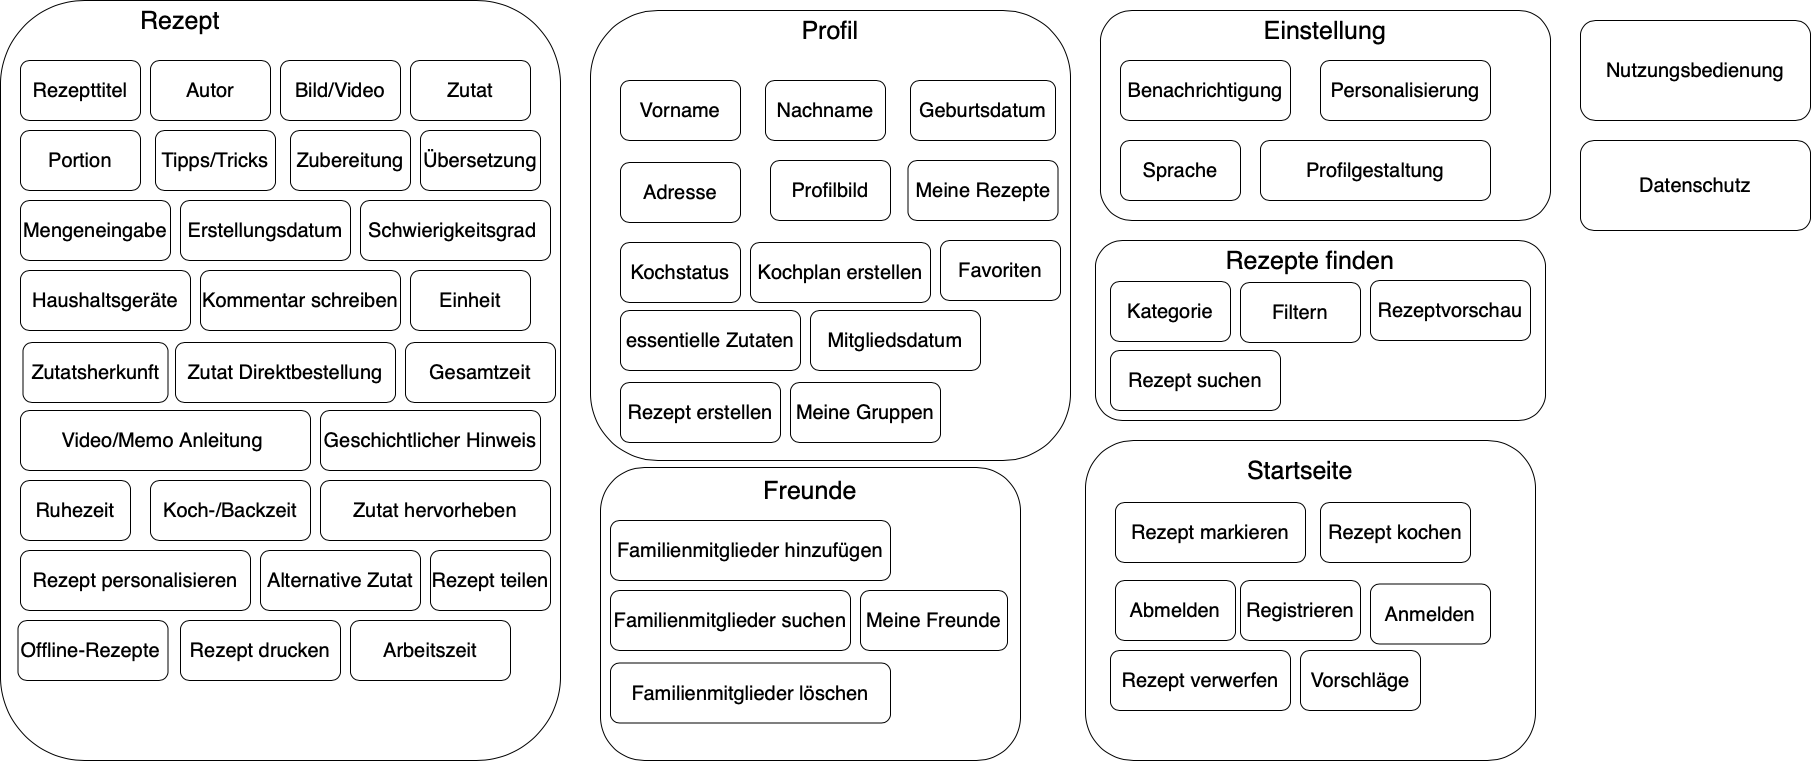 Rezept
Rezepttitel
Autor
Bild/Video
Zutat
Portion
Tipps/Tricks
Zubereitung
Übersetzung
Mengeneingabe
Erstellungsdatum
Schwierigkeitsgrad
Haushaltsgeräte
Kommentar schreiben
Einheit
Zutatsherkunft
Zutat Direktbestellung
Gesamtzeit
Video/Memo Anleitung
Geschichtlicher Hinweis
Ruhezeit
Koch-/Backzeit
Zutat hervorheben
Rezept personalisieren
Alternative Zutat
Rezept teilen
Offline-Rezepte
Rezept drucken
Arbeitszeit
Profil
Vorname
Nachname
Geburtsdatum
Adresse
Profilbild
Meine Rezepte
Kochstatus
Kochplan erstellen
Favoriten
essentielle Zutaten
Mitgliedsdatum
Rezept erstellen
Meine Gruppen
Freunde
Familienmitglieder hinzufügen
Familienmitglieder suchen
Meine Freunde
Familienmitglieder löschen
Einstellung
Benachrichtigung
Personalisierung
Sprache
Profilgestaltung
Rezepte finden
Kategorie
Filtern
Rezeptvorschau
Rezept suchen
Startseite
Rezept markieren
Rezept kochen
Abmelden
Registrieren
Anmelden
Rezept verwerfen
Vorschläge
Nutzungsbedienung
Datenschutz